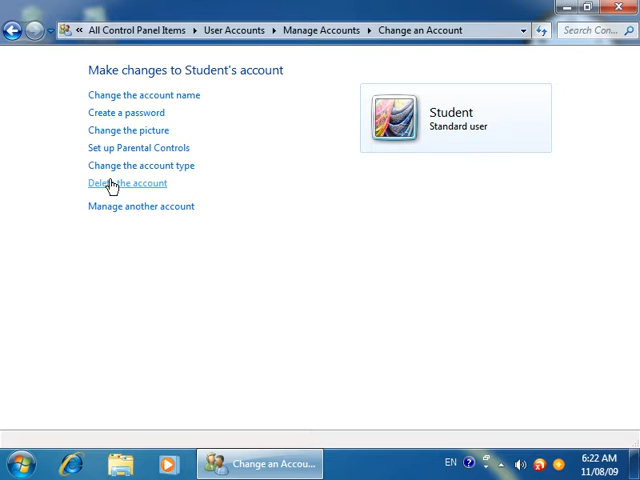 « All Control Panel Items User Accounts Manage Accounts Change an Account Search Con...
Make changes to Student's account
Change the account name
Create a password
Change the picture
Set up Parental Controls
Change the account type
Delete the account
Manage another account
Student
Standard user
Change an Accou...
EN
6:22 AM
11/08/09